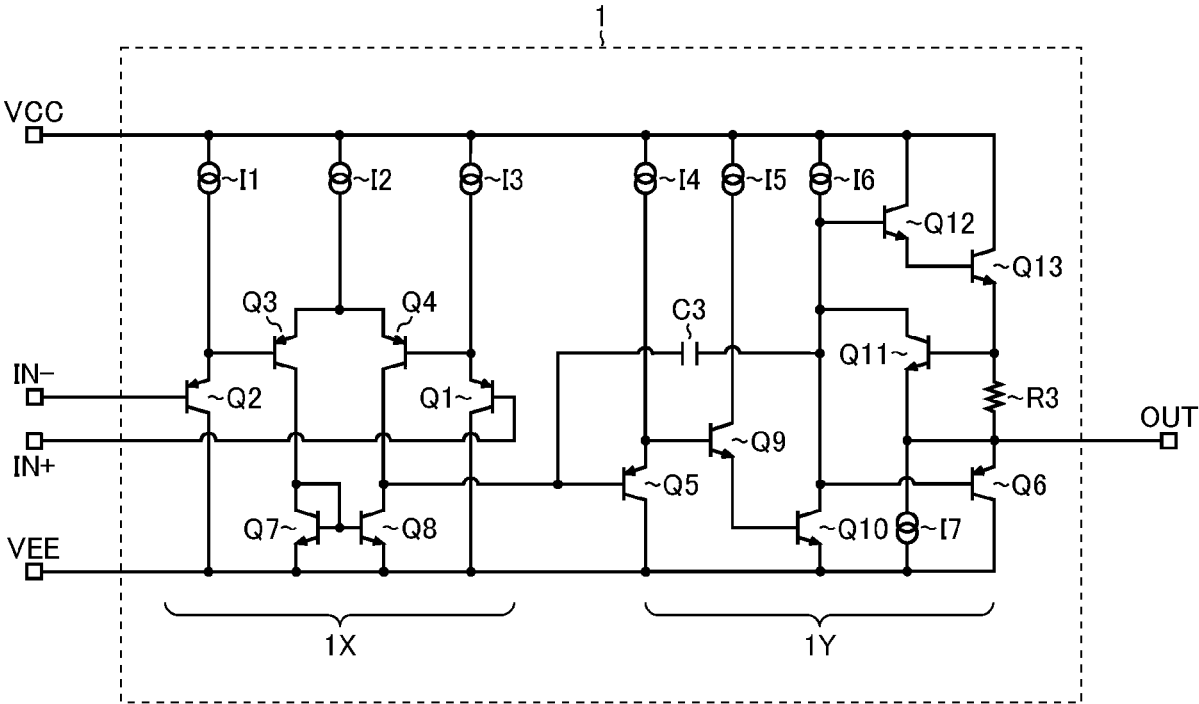 1
VCC
~I1
~I2
~I3
~I4
~I5
~I6
~Q12
~Q13
Q3
Q4
C3
Q11~
IN−
~Q2
Q1~
~R3
OUT
IN+
~Q9
~Q5
~Q6
Q7~
~Q8
~Q10
~I7
VEE
1X
1Y